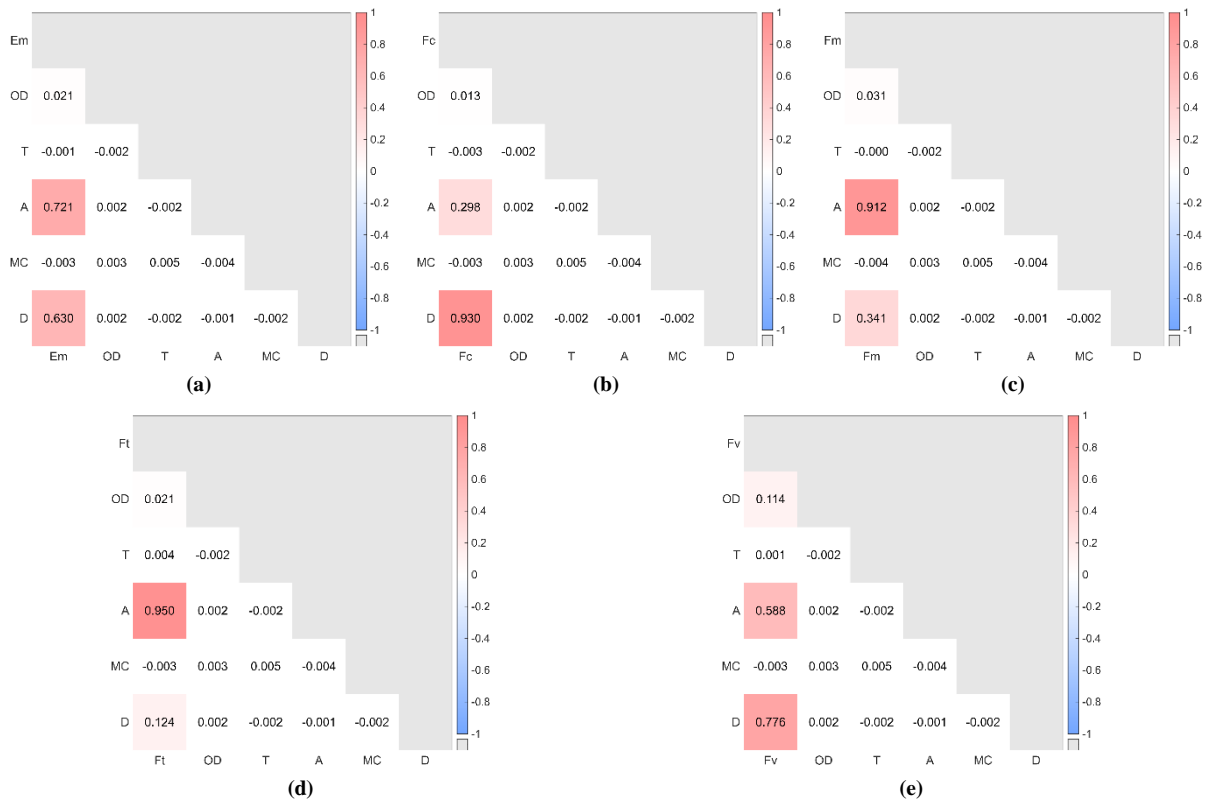 Em
OD 0.021
T -0.001 -0.002
A 0.721 0.002 -0.002
MC -0.003 0.003 0.005 -0.004
D 0.630 0.002 -0.002 -0.001 -0.002
Em OD T A MC D
1
0.8
0.6
0.4
0.2
0
-0.2
-0.4
-0.6
-0.8
-1
(a)
Fc
OD 0.013
T -0.003 -0.002
A 0.298 0.002 -0.002
MC -0.003 0.003 0.005 -0.004
D 0.930 0.002 -0.002 -0.001 -0.002
Fc OD T A MC D
1
0.8
0.6
0.4
0.2
0
-0.2
-0.4
-0.6
-0.8
-1
(b)
Fm
OD 0.031
T -0.000 -0.002
A 0.912 0.002 -0.002
MC -0.004 0.003 0.005 -0.004
D 0.341 0.002 -0.002 -0.001 -0.002
Fm OD T A MC D
1
0.8
0.6
0.4
0.2
0
-0.2
-0.4
-0.6
-0.8
-1
(c)
Ft
OD 0.021
T 0.004 -0.002
A 0.950 0.002 -0.002
MC -0.003 0.003 0.005 -0.004
D 0.124 0.002 -0.002 -0.001 -0.002
Ft OD T A MC D
1
0.8
0.6
0.4
0.2
0
-0.2
-0.4
-0.6
-0.8
-1
(d)
Fv
OD 0.114
T 0.001 -0.002
A 0.588 0.002 -0.002
MC -0.003 0.003 0.005 -0.004
D 0.776 0.002 -0.002 -0.001 -0.002
Fv OD T A MC D
1
0.8
0.6
0.4
0.2
0
-0.2
-0.4
-0.6
-0.8
-1
(e)